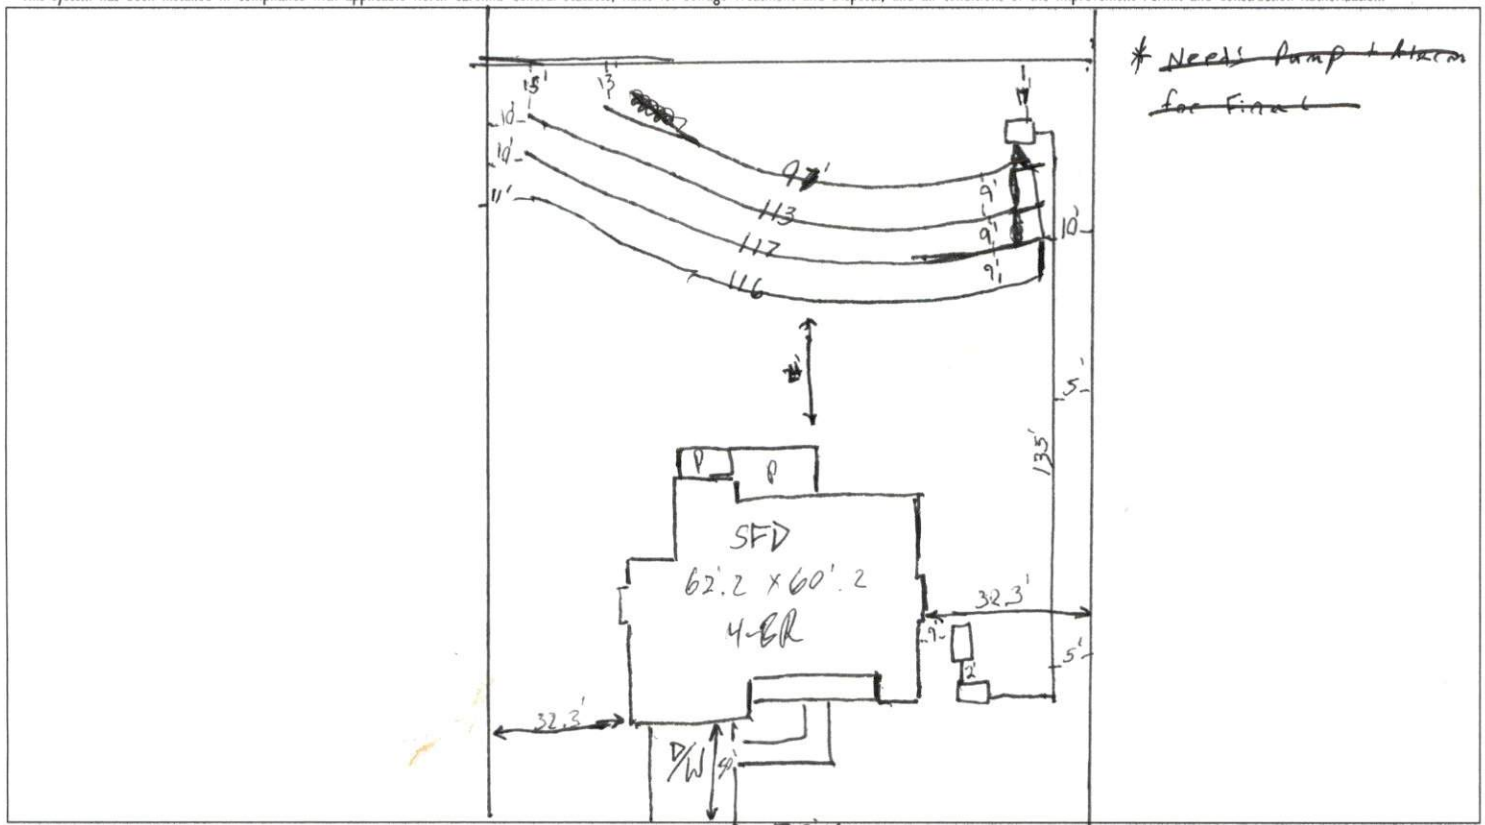 * Needs Pump + Alarm
for Final
15'
13'
10'
10'
11'
97'
113
117
116
9'
9'
9'
10'
5'
135'
P
P
SFD
62'.2 x 60'.2
4-BR
32.3'
9'
2'
5'
32.3'
D/W